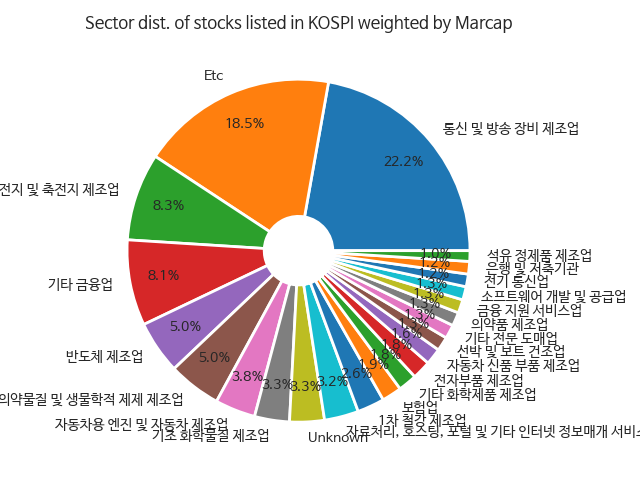 Sector dist. of stocks listed in KOSPI weighted by Marcap
통신 및 방송 장비 제조업
22.2%
Etc
18.5%
전지 및 축전지 제조업
8.3%
기타 금융업
8.1%
반도체 제조업
5.0%
의약물질 및 생물학적 제제 제조업
5.0%
자동차용 엔진 및 자동차 제조업
3.8%
기초 화학물질 제조업
3.3%
Unknown
3.3%
자료처리, 호스팅, 포털 및 기타 인터넷 정보매개 서비스
3.2%
1차 철강 제조업
2.6%
보험업
1.9%
기타 화학제품 제조업
1.8%
전자부품 제조업
1.8%
자동차 신품 부품 제조업
1.6%
선박 및 보트 건조업
1.3%
기타 전문 도매업
1.3%
의약품 제조업
1.3%
금융 지원 서비스업
1.3%
소프트웨어 개발 및 공급업
1.3%
전기 통신업
1.2%
은행 및 저축기관
1.2%
석유 정제품 제조업
1.0%